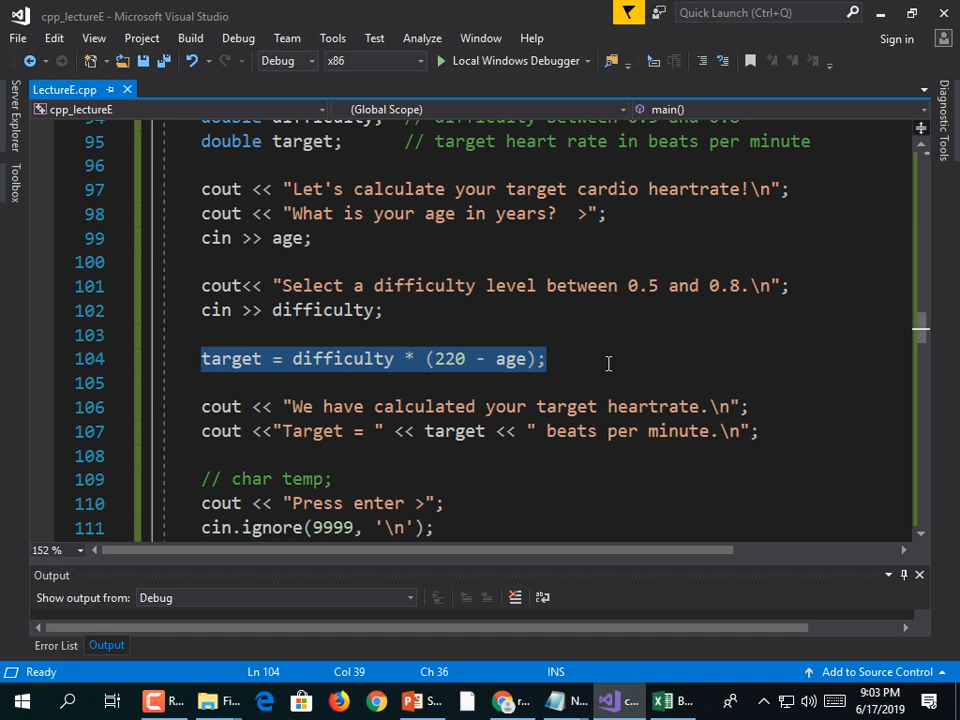 cpp_lectureE - Microsoft Visual Studio
Quick Launch (Ctrl+Q)
File Edit View Project Build Debug Team Tools Test Analyze Window Help
Sign in
Debug x86 Local Windows Debugger
Server Explorer
Toolbox
Diagnostic Tools
LectureE.cpp
cpp_lectureE (Global Scope) main()
94 double difficulty; // difficulty between 0.5 and 0.8
95 double target; // target heart rate in beats per minute
96
97 cout << "Let's calculate your target cardio heartrate!\n";
98 cout << "What is your age in years? >";
99 cin >> age;
100
101 cout<< "Select a difficulty level between 0.5 and 0.8.\n";
102 cin >> difficulty;
103
104 target = difficulty * (220 - age);
105
106 cout << "We have calculated your target heartrate.\n";
107 cout <<"Target = " << target << " beats per minute.\n";
108
109 // char temp;
110 cout << "Press enter >";
111 cin.ignore(9999, '\n');
152 %
Output
Show output from: Debug
Error List Output
Ready Ln 104 Col 39 Ch 36 INS Add to Source Control
R... Fi... S... r... N... c... B...
9:03 PM
6/17/2019